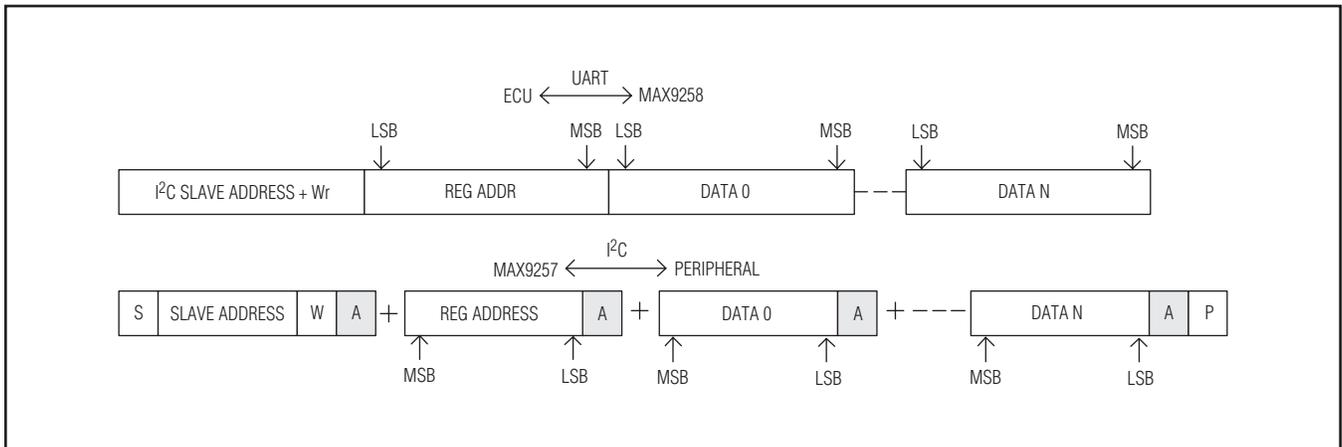 UART
ECU MAX9258
LSB MSB LSB MSB LSB MSB
I²C SLAVE ADDRESS + Wr REG ADDR DATA 0 DATA N
I²C
MAX9257 PERIPHERAL
S SLAVE ADDRESS W A + REG ADDRESS A + DATA 0 A + DATA N A P
MSB LSB MSB LSB MSB LSB